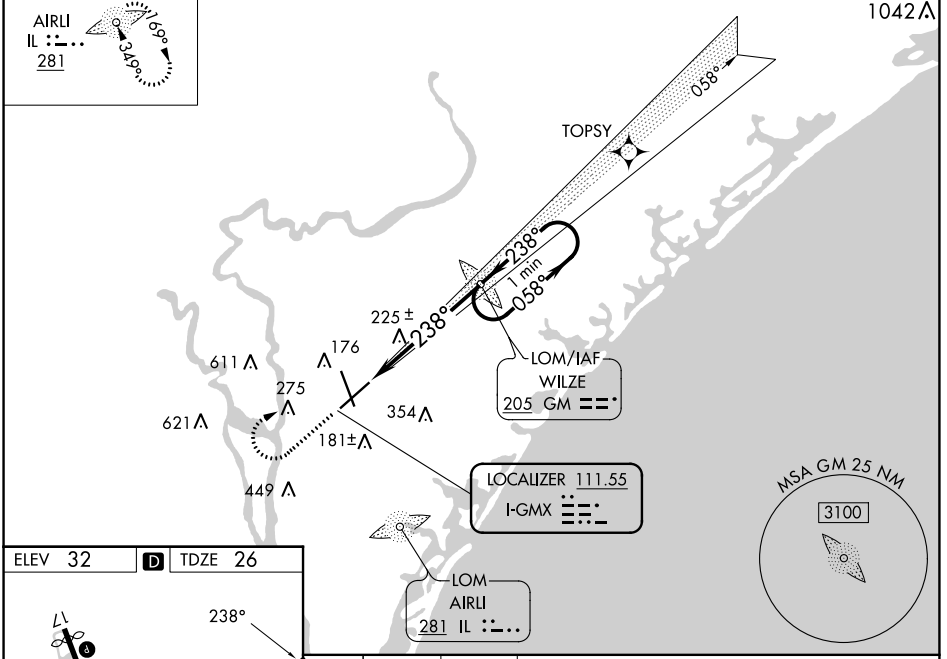 AIRLI
IL
281
349°
169°
1042
058°
TOPSY
238°
1 min
058°
238°
225±
176
611
275
621
354
181±
449
LOM/IAF
WILZE
205 GM
LOCALIZER 111.55
I-GMX
MSA GM 25 NM
3100
LOM
AIRLI
281 IL
ELEV 32
D
TDZE 26
238°
17
P